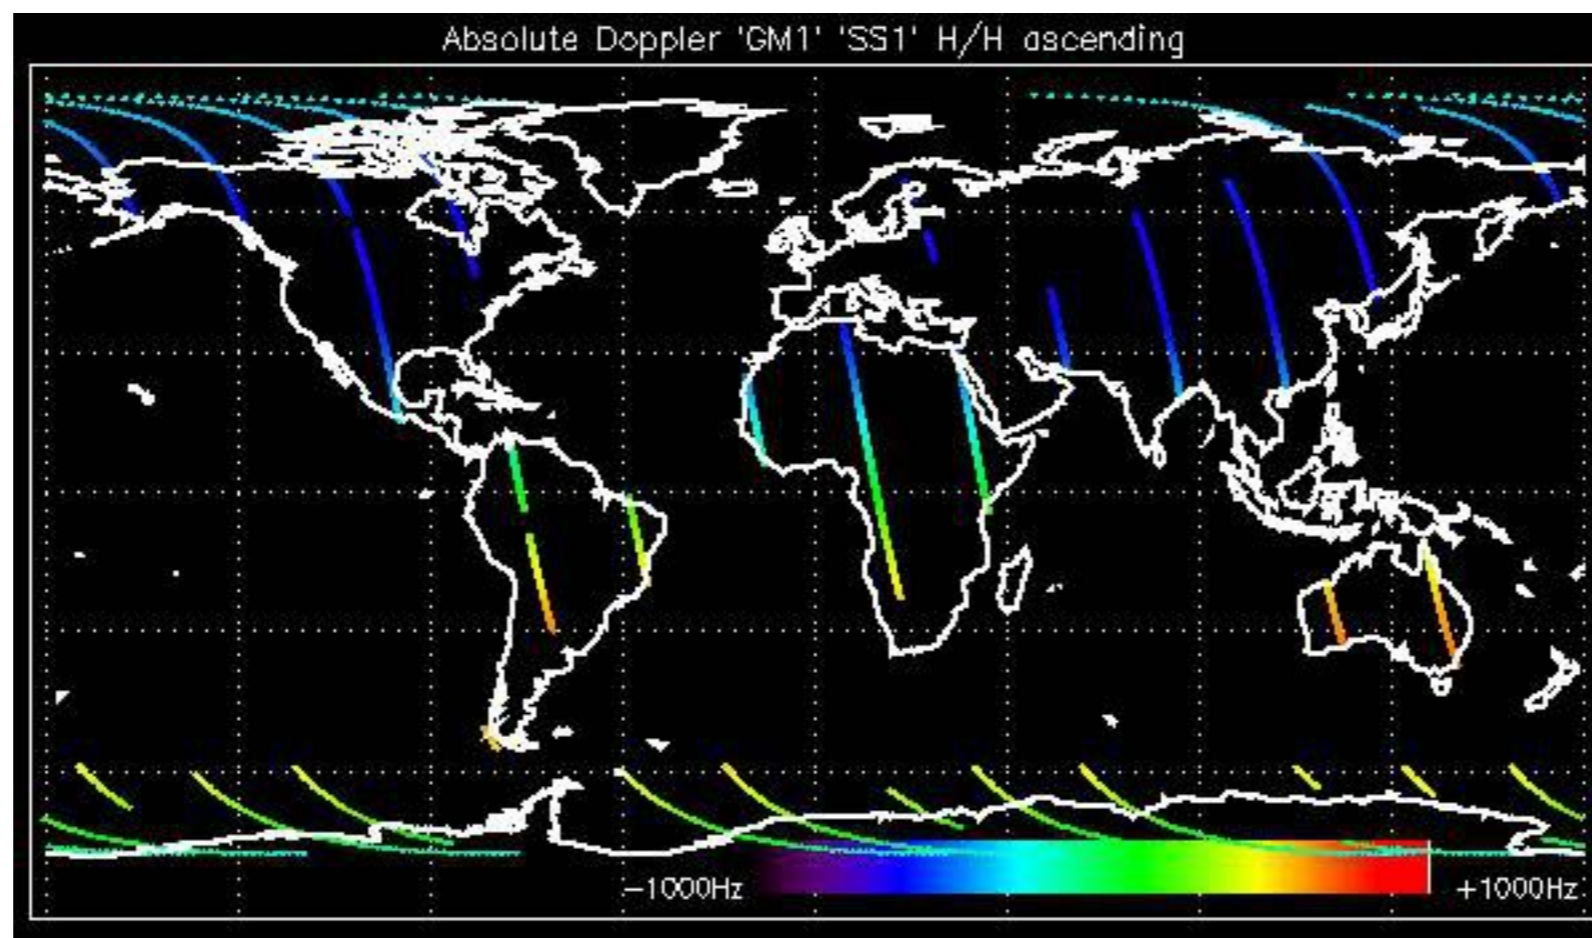 Absolute Doppler 'GM1' 'SS1' H/H ascending
−1000Hz
+1000Hz